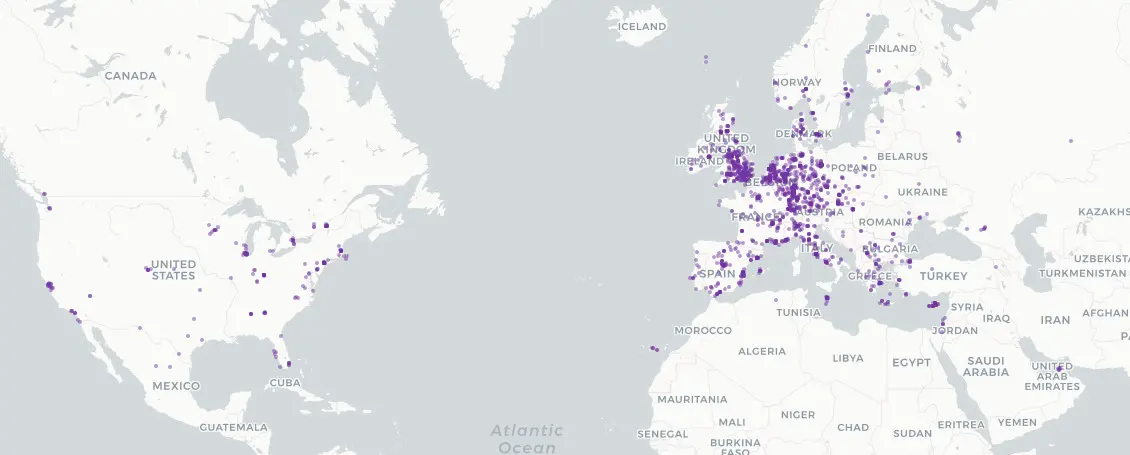 ICELAND
FINLAND
CANADA
NORWAY
DENMARK
UNITED
KINGDOM
IRELAND
BELARUS
POLAND
UKRAINE
KAZAKHS
FRANCE
AUSTRIA
ROMANIA
ITALY
BULGARIA
UZBEKISTA
UNITED
STATES
SPAIN
GREECE
TURKEY
TURKMENISTAN
SYRIA
TUNISIA
IRAQ
IRAN
AFGHAN
MOROCCO
JORDAN
ALGERIA
LIBYA
EGYPT
SAUDI
ARABIA
UNITED
ARAB
EMIRATES
MEXICO
CUBA
MAURITANIA
GUATEMALA
MALI
NIGER
CHAD
SUDAN
ERITREA
YEMEN
SENEGAL
BURKINA
FASO
Atlantic
Ocean